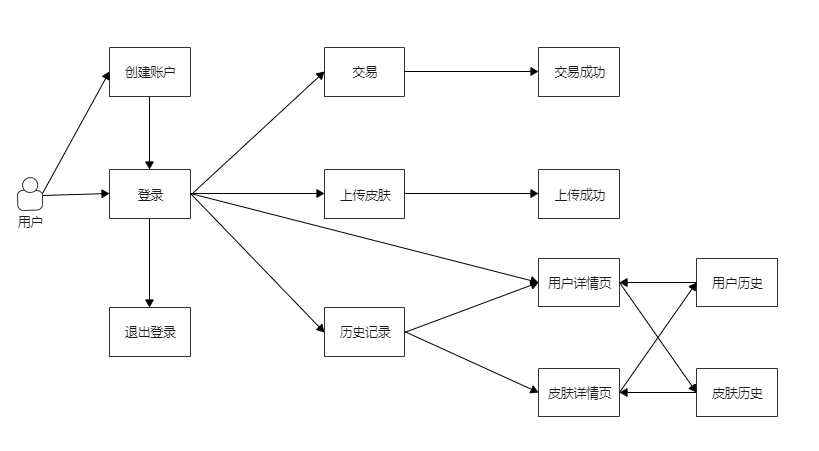 创建账户
交易
交易成功
用户
登录
上传皮肤
上传成功
用户详情页
用户历史
退出登录
历史记录
皮肤详情页
皮肤历史